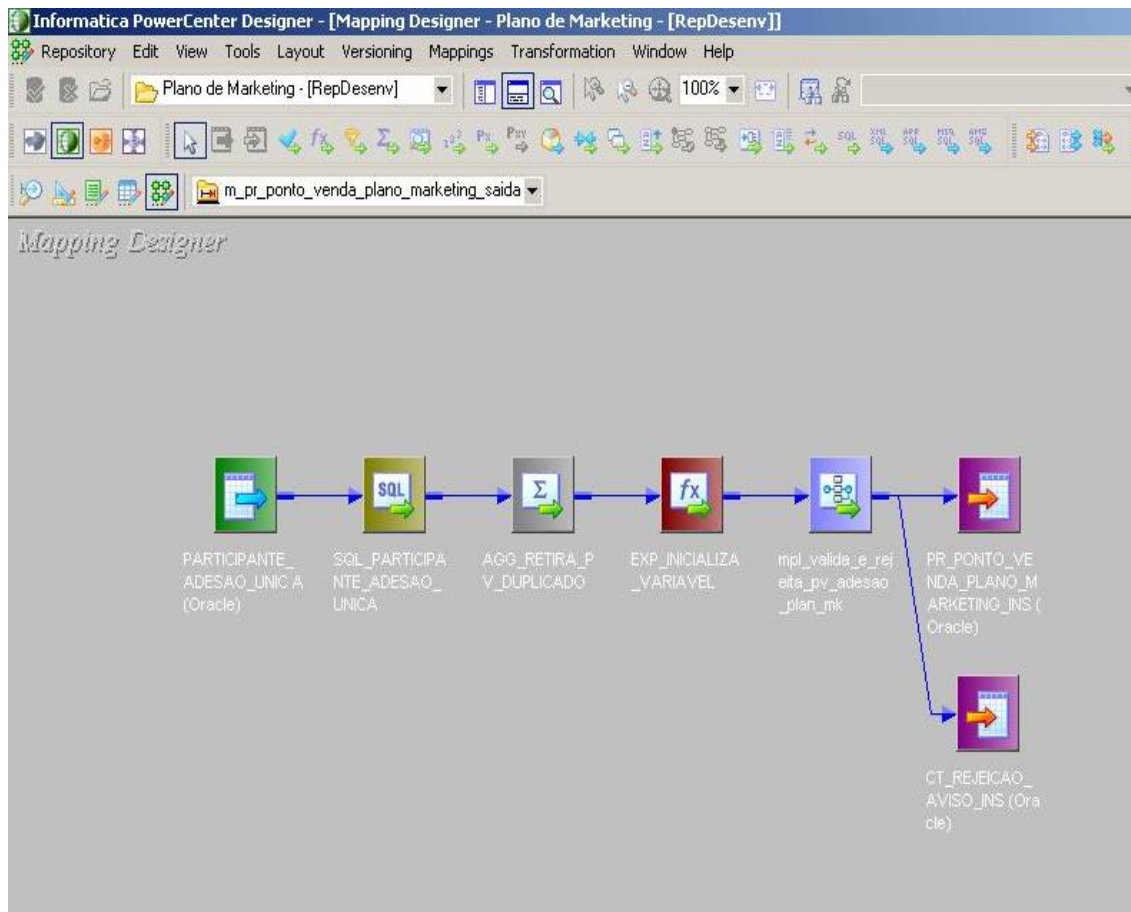 Informatica PowerCenter Designer - [Mapping Designer - Plano de Marketing - [RepDesenv]]
Repository Edit View Tools Layout Versioning Mappings Transformation Window Help
Plano de Marketing - [RepDesenv] 100%
m_pr_ponto_venda_plano_marketing_saida
Mapping Designer
SQL Σ fx
PARTICIPANTE_
ADESAO_UNIC A
(Oracle)
SQL_PARTICIPA
NTE_ADESAO_
UNICA
AGG_RETIRA_P
V_DUPLICADO
EXP_INICIALIZA
_VARIAVEL
mpl_valida_e_rej
eita_pv_adesao
_plan_mk
PR_PONTO_VE
NDA_PLANO_M
ARKETING_INS (
Oracle)
CT_REJEICAO_
AVISO_INS (Ora
cle)